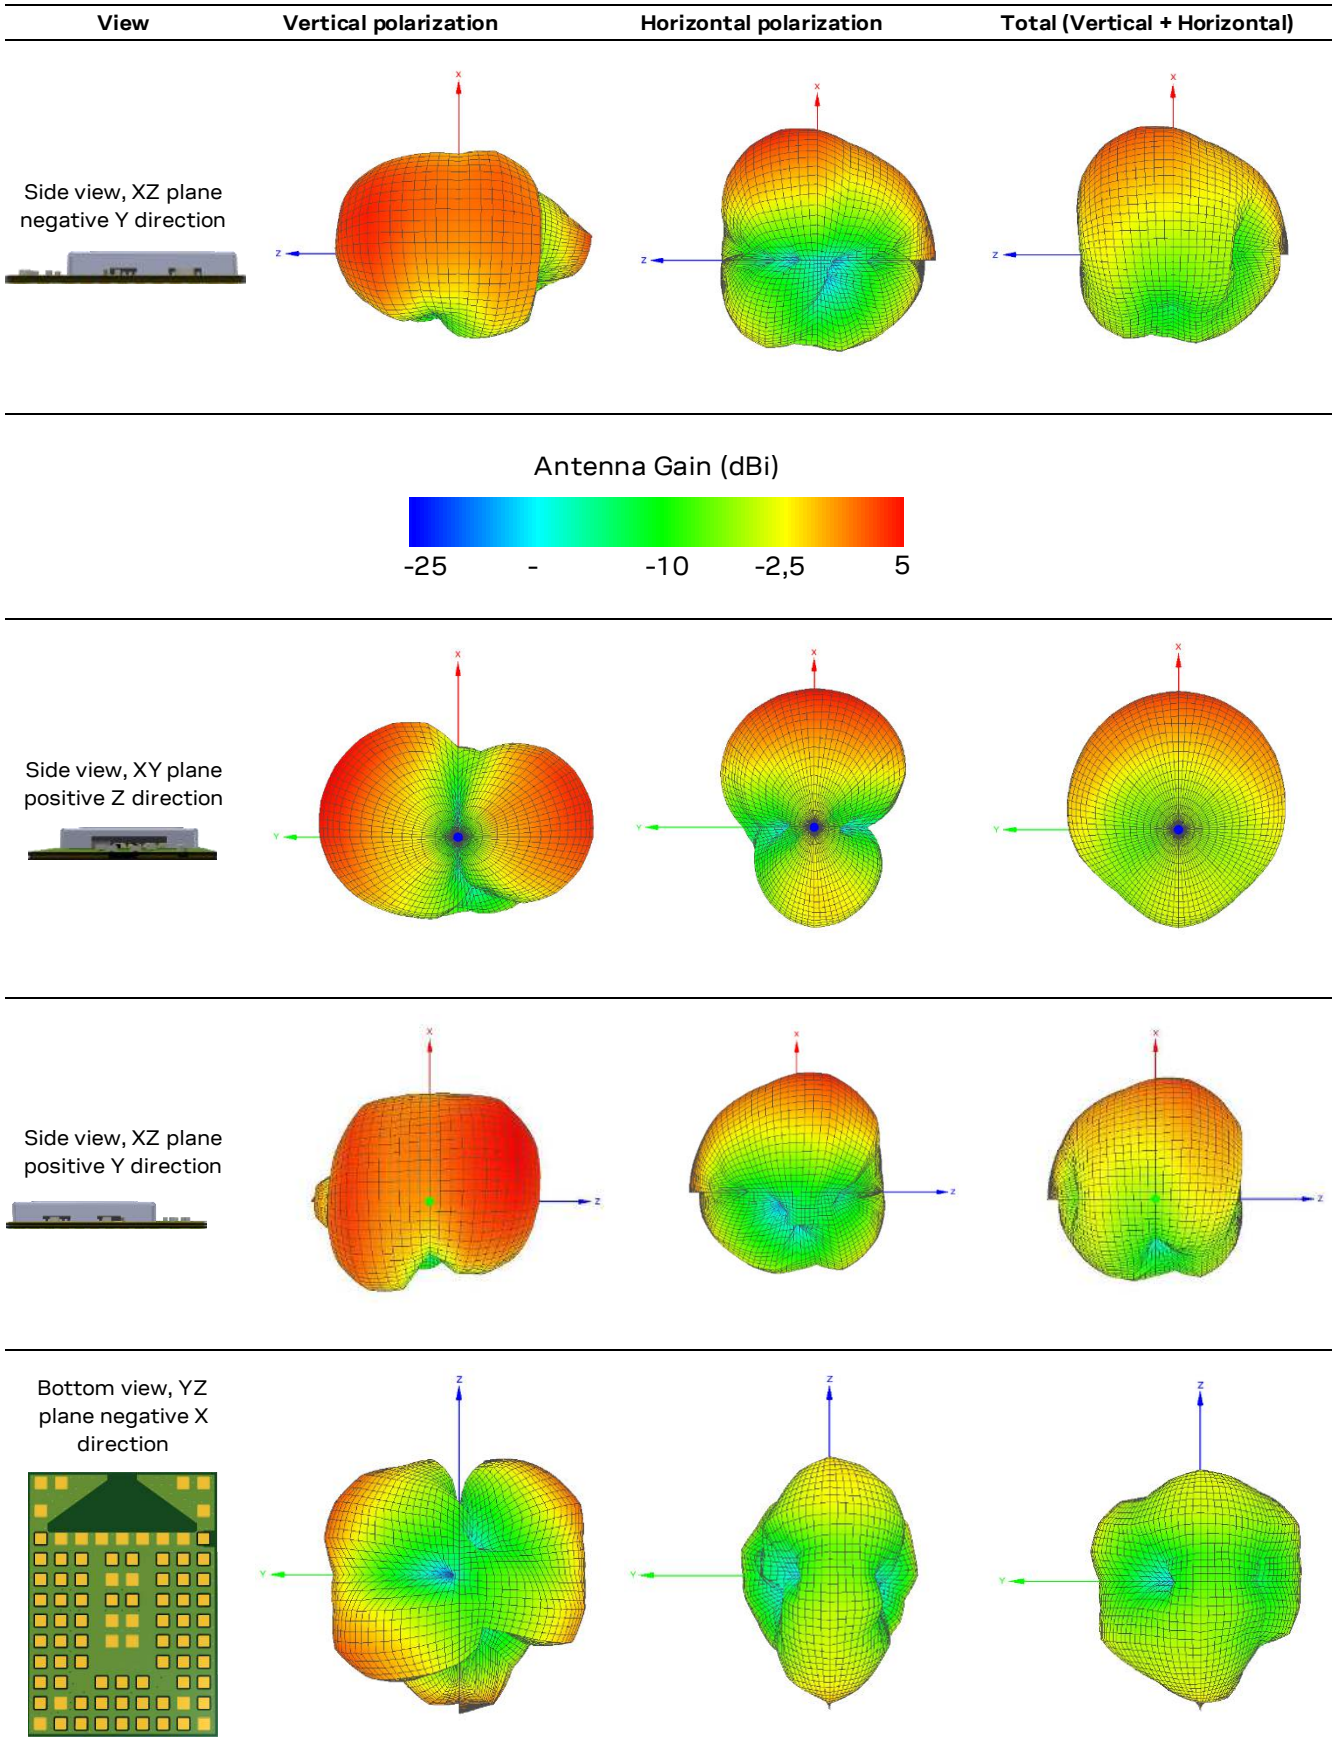 View Vertical polarization Horizontal polarization Total (Vertical + Horizontal)
Side view, XZ plane
negative Y direction
X
Z
X
Z
X
Z
Antenna Gain (dBi)
-25 - -10 -2,5 5
Side view, XY plane
positive Z direction
X
Y
X
Y
X
Y
Side view, XZ plane
positive Y direction
X
Z
X
Z
X
Z
Bottom view, YZ
plane negative X
direction
Z
Y
Z
Y
Z
Y